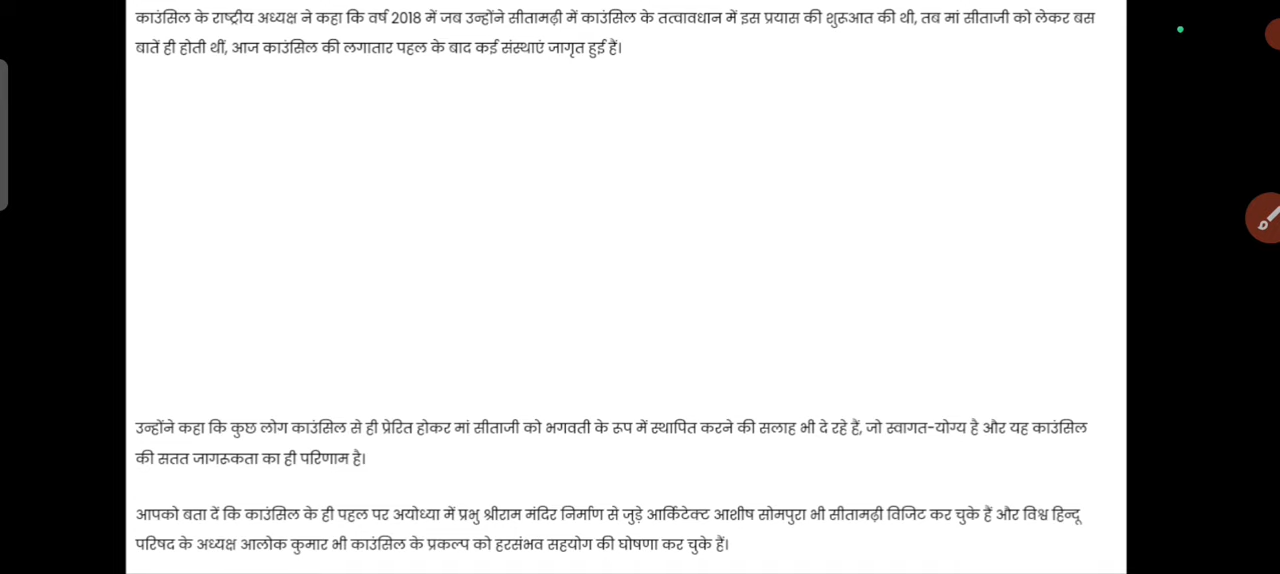 काउंसिल के राष्ट्रीय अध्यक्ष ने कहा कि वर्ष 2018 में जब उन्होंने सीतामढ़ी में काउंसिल के तत्वावधान में इस प्रयास की शुरूआत की थी, तब मां सीताजी को लेकर बस
बातें ही होती थीं, आज काउंसिल की लगातार पहल के बाद कई संस्थाएं जागृत हुई हैं।
उन्होंने कहा कि कुछ लोग काउंसिल से ही प्रेरित होकर मां सीताजी को भगवती के रूप में स्थापित करने की सलाह भी दे रहे हैं, जो स्वागत-योग्य है और यह काउंसिल
की सतत जागरूकता का ही परिणाम है।
आपको बता दें कि काउंसिल के ही पहल पर अयोध्या में प्रभु श्रीराम मंदिर निर्माण से जुड़े आर्किटेक्ट आशीष सोमपुरा भी सीतामढ़ी विजिट कर चुके हैं और विश्व हिन्दू
परिषद के अध्यक्ष आलोक कुमार भी काउंसिल के प्रकल्प को हरसंभव सहयोग की घोषणा कर चुके हैं।